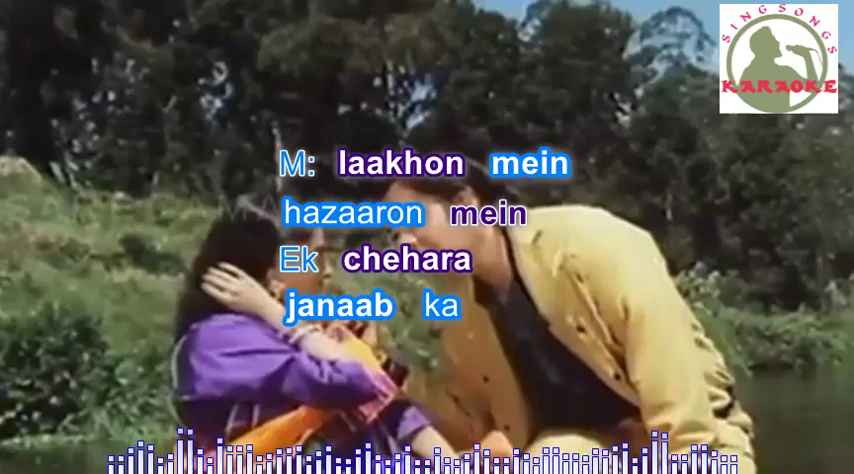 SINGSONGS
KARAOKE
M: laakhon mein
hazaaron mein
Ek chehara
janaab ka